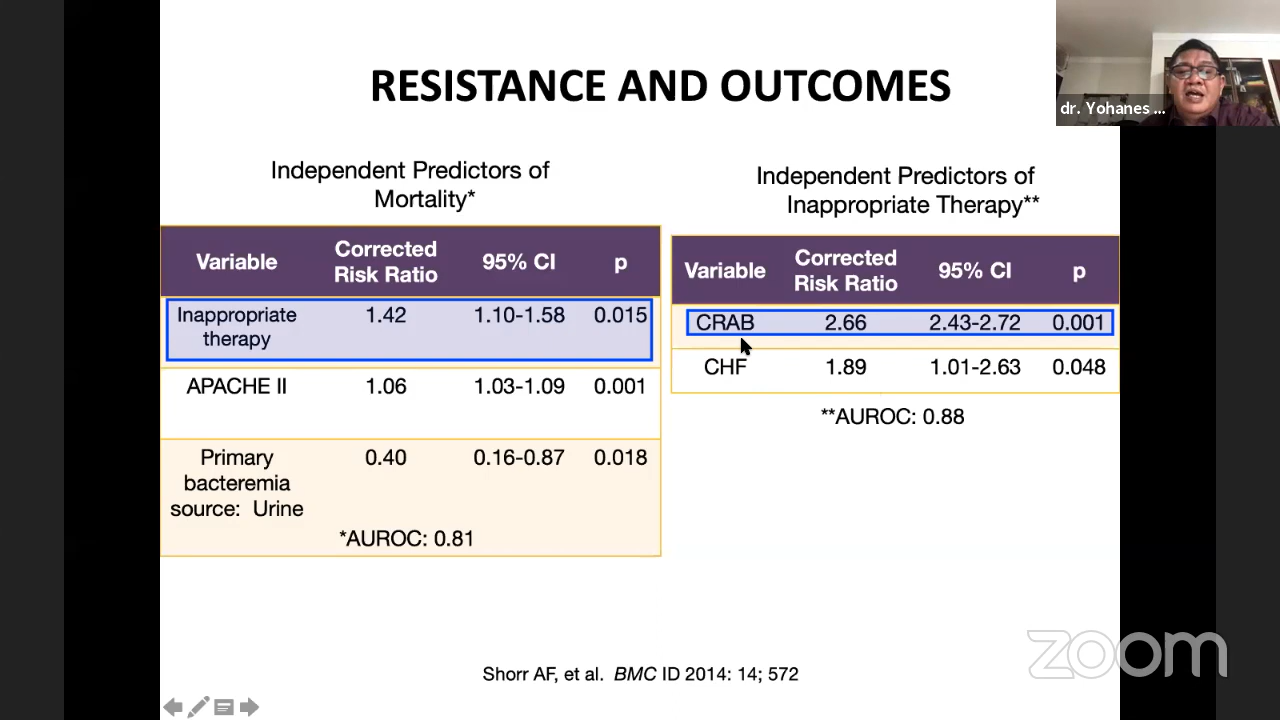 RESISTANCE AND OUTCOMES
dr. Yohanes ...
Independent Predictors of
Mortality*
Variable Corrected Risk Ratio 95% CI p
Inappropriate therapy 1.42 1.10-1.58 0.015
APACHE II 1.06 1.03-1.09 0.001
Primary bacteremia source: Urine 0.40 0.16-0.87 0.018
*AUROC: 0.81
Independent Predictors of
Inappropriate Therapy**
Variable Corrected Risk Ratio 95% CI p
CRAB 2.66 2.43-2.72 0.001
CHF 1.89 1.01-2.63 0.048
**AUROC: 0.88
Shorr AF, et al. BMC ID 2014: 14; 572
zoom